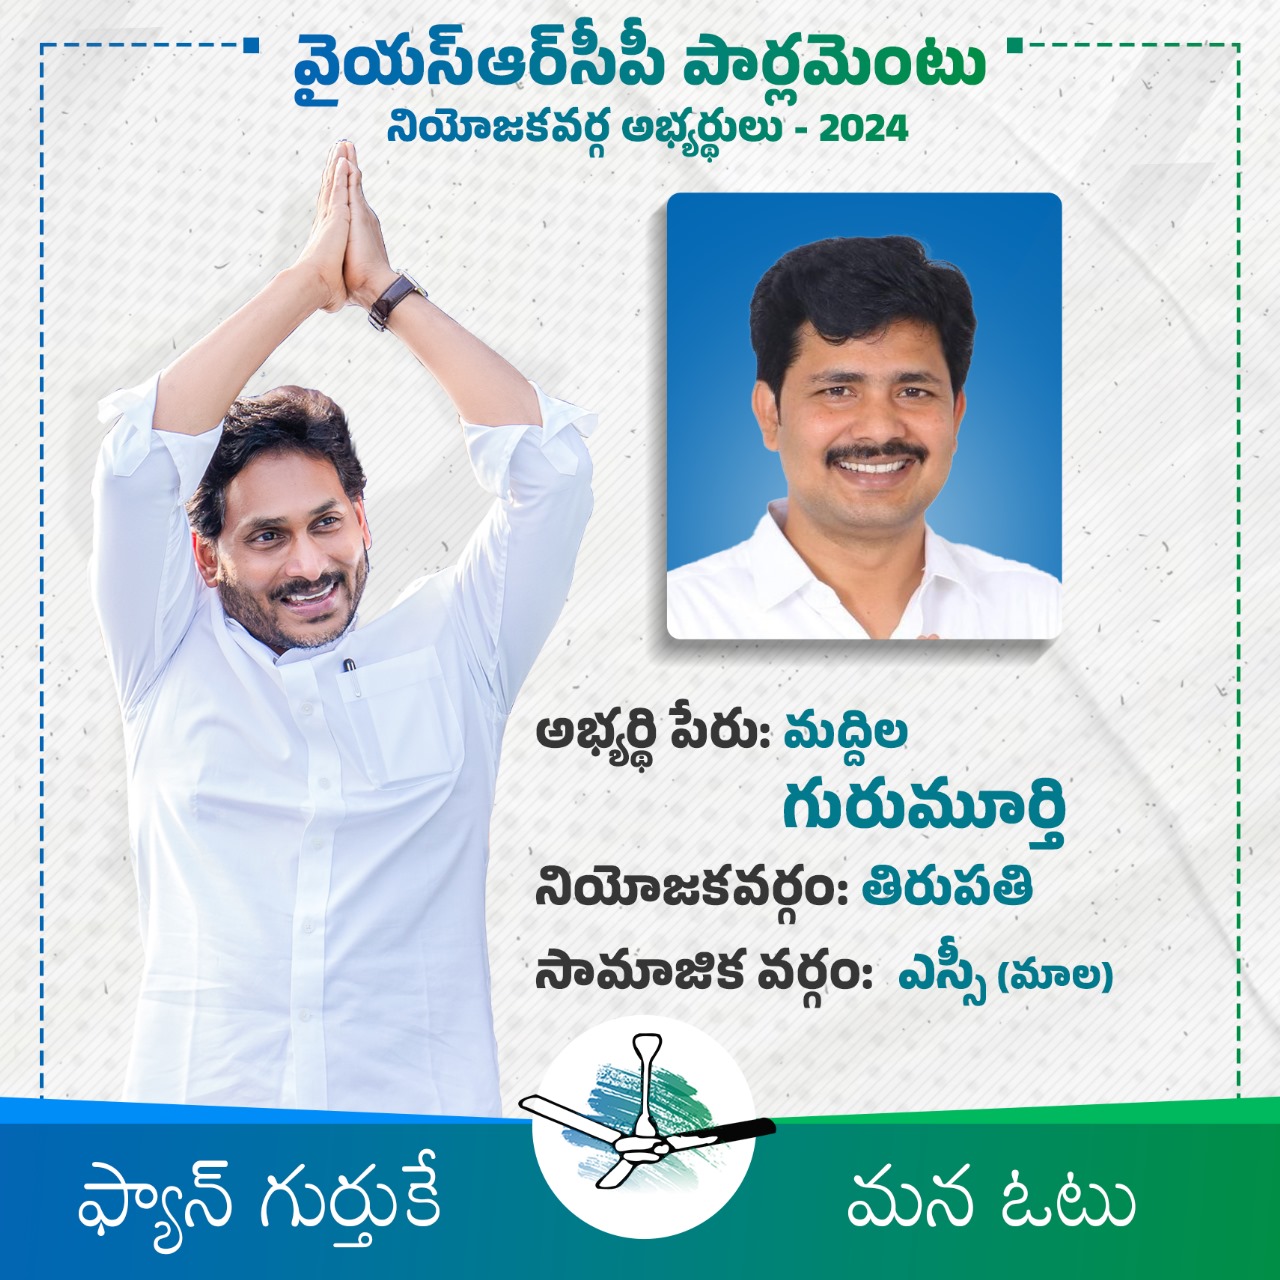 వైయస్ఆర్‌సీపీ పార్లమెంటు
నియోజకవర్గ అభ్యర్థులు - 2024
అభ్యర్థి పేరు: మద్దిల
గురుమూర్తి
నియోజకవర్గం: తిరుపతి
సామాజిక వర్గం: ఎస్సీ (మాల)
ఫ్యాన్ గుర్తుకే మన ఓటు